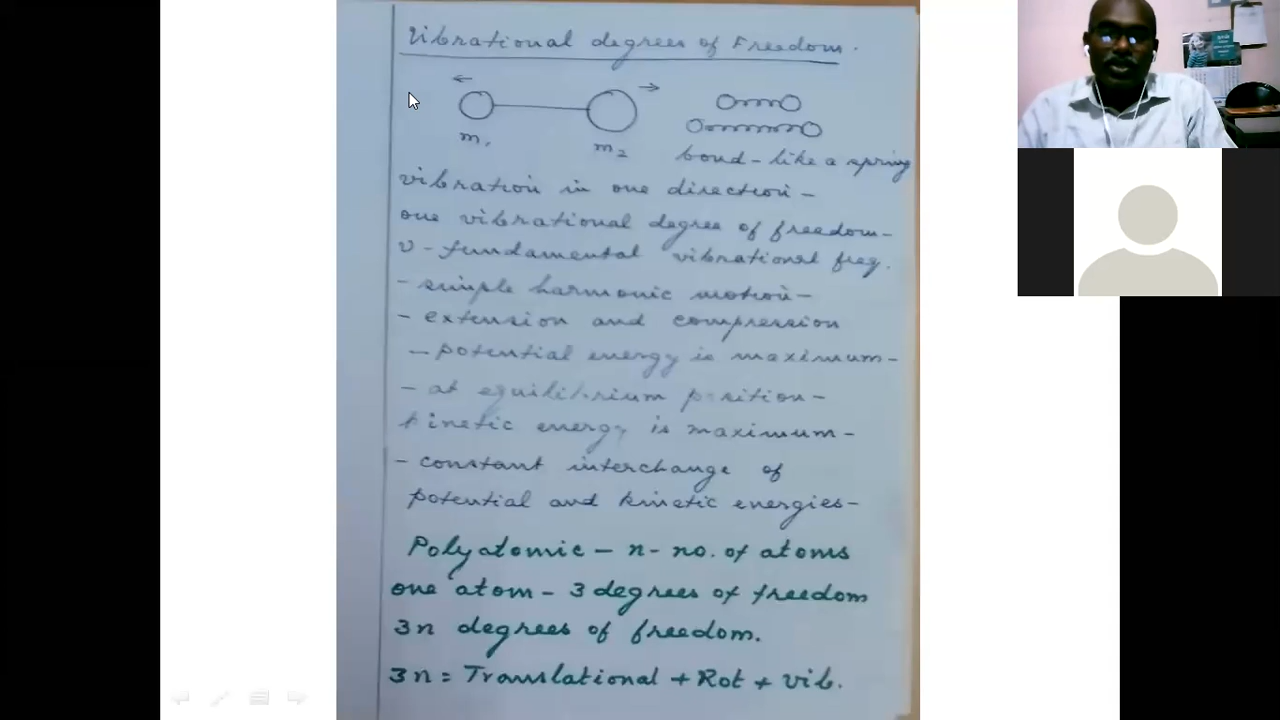 Vibrational degrees of Freedom.
m₁
m₂
bond - like a spring
vibration in one direction -
one vibrational degree of freedom -
ν - fundamental vibrational freq.
- simple harmonic motion -
- extension and compression
- potential energy is maximum -
- at equilibrium position -
kinetic energy is maximum -
- constant interchange of
potential and kinetic energies -
Polyatomic - n - no. of atoms
one atom - 3 degrees of freedom
3n degrees of freedom.
3n = Translational + Rot + vib.